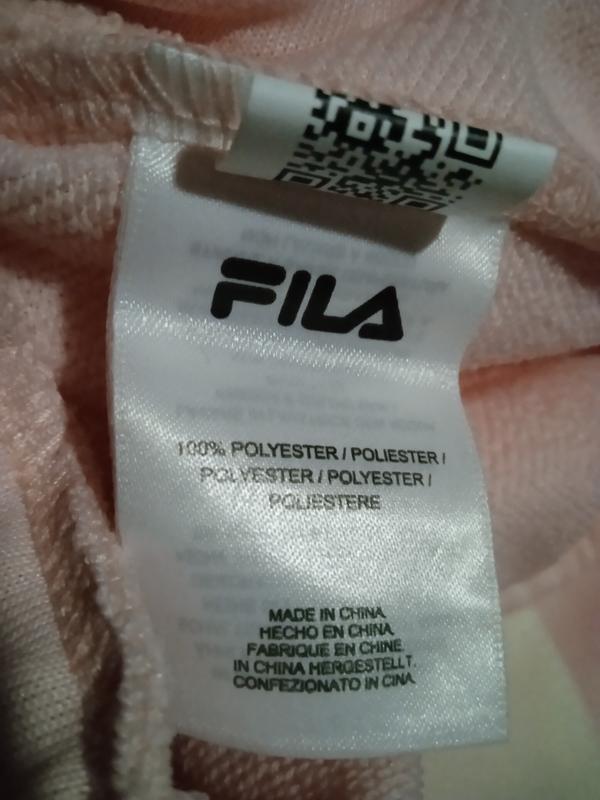 FILA
100% POLYESTER / POLIESTER /
POLYESTER / POLYESTER /
POLIESTERE
MADE IN CHINA.
HECHO EN CHINA.
FABRIQUE EN CHINE.
IN CHINA HERGESTELLT.
CONFEZIONATO IN CINA.